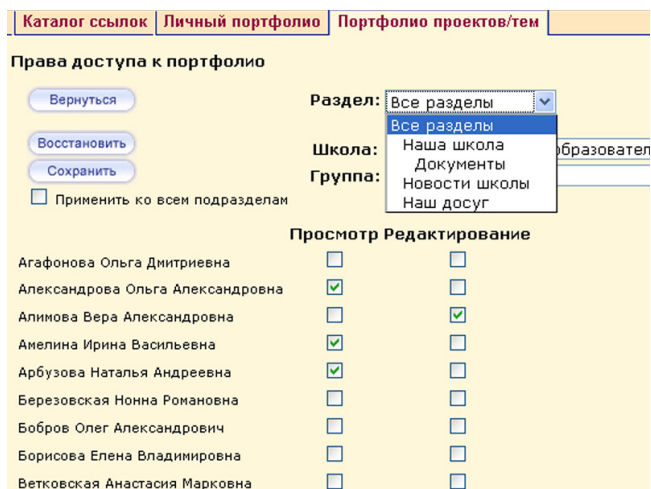 Каталог ссылок Личный портфолио Портфолио проектов/тем
Права доступа к портфолио
Вернуться
Раздел: Все разделы
Все разделы
Наша школа
Документы
Новости школы
Наш досуг
Восстановить
Школа:
Сохранить
Группа:
Применить ко всем подразделам
Просмотр Редактирование
Агафонова Ольга Дмитриевна
Александрова Ольга Александровна
Алимова Вера Александровна
Амелина Ирина Васильевна
Арбузова Наталья Андреевна
Березовская Нонна Романовна
Бобров Олег Александрович
Борисова Елена Владимировна
Ветковская Анастасия Марковна